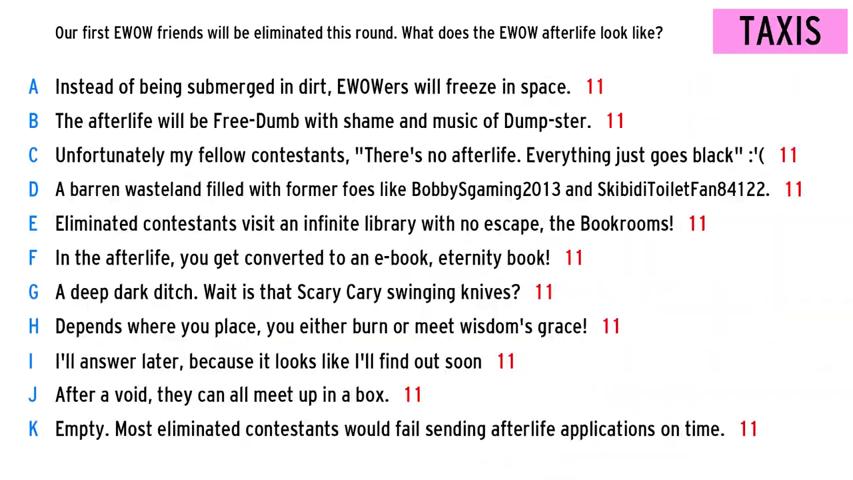 Our first EWOW friends will be eliminated this round. What does the EWOW afterlife look like?
TAXIS
A Instead of being submerged in dirt, EWOWers will freeze in space. 11
B The afterlife will be Free-Dumb with shame and music of Dump-ster. 11
C Unfortunately my fellow contestants, "There's no afterlife. Everything just goes black" :'( 11
D A barren wasteland filled with former foes like BobbySgaming2013 and SkibidiToiletFan84122. 11
E Eliminated contestants visit an infinite library with no escape, the Bookrooms! 11
F In the afterlife, you get converted to an e-book, eternity book! 11
G A deep dark ditch. Wait is that Scary Cary swinging knives? 11
H Depends where you place, you either burn or meet wisdom's grace! 11
I I'll answer later, because it looks like I'll find out soon 11
J After a void, they can all meet up in a box. 11
K Empty. Most eliminated contestants would fail sending afterlife applications on time. 11